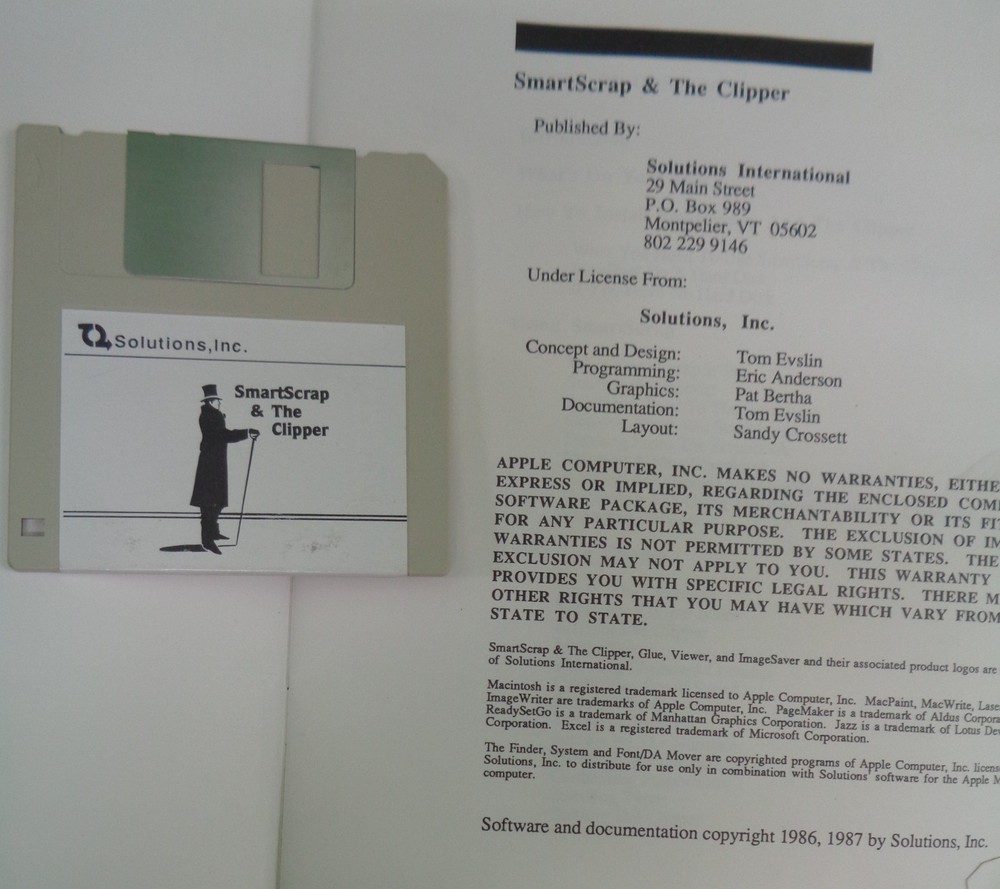 Solutions,Inc.
SmartScrap
& The
Clipper
SmartScrap & The Clipper
Published By:
Solutions International
29 Main Street
P.O. Box 989
Montpelier, VT 05602
802 229 9146
Under License From:
Solutions, Inc.
Concept and Design: Tom Evslin
Programming: Eric Anderson
Graphics: Pat Bertha
Documentation: Tom Evslin
Layout: Sandy Crossett
APPLE COMPUTER, INC. MAKES NO WARRANTIES, EITHE
EXPRESS OR IMPLIED, REGARDING THE ENCLOSED COM
SOFTWARE PACKAGE, ITS MERCHANTABILITY OR ITS FI
FOR ANY PARTICULAR PURPOSE. THE EXCLUSION OF IM
WARRANTIES IS NOT PERMITTED BY SOME STATES. THE
EXCLUSION MAY NOT APPLY TO YOU. THIS WARRANTY
PROVIDES YOU WITH SPECIFIC LEGAL RIGHTS. THERE M
OTHER RIGHTS THAT YOU MAY HAVE WHICH VARY FROM
STATE TO STATE.
SmartScrap & The Clipper, Glue, Viewer, and ImageSaver and their associated product logos are
of Solutions International.
Macintosh is a registered trademark licensed to Apple Computer, Inc. MacPaint, MacWrite, Lase
ImageWriter are trademarks of Apple Computer, Inc. PageMaker is a trademark of Aldus Corpora
ReadySetGo is a trademark of Manhattan Graphics Corporation. Jazz is a trademark of Lotus De
Corporation. Excel is a registered trademark of Microsoft Corporation.
The Finder, System and Font/DA Mover are copyrighted programs of Apple Computer, Inc. licens
Solutions, Inc. to distribute for use only in combination with Solutions' software for the Apple M
computer.
Software and documentation copyright 1986, 1987 by Solutions, Inc.